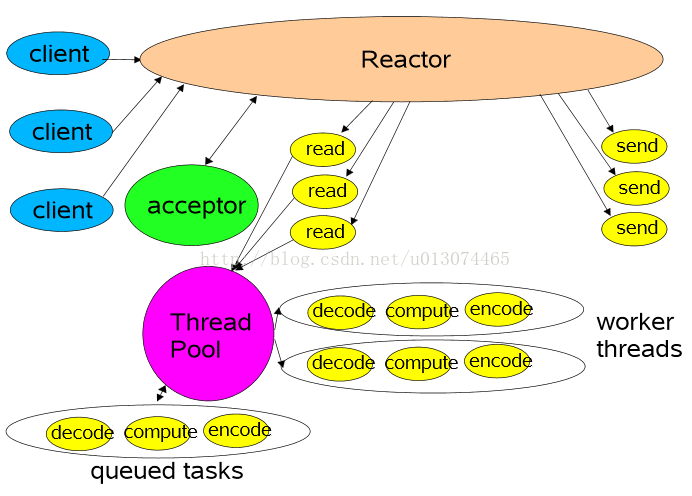 client
Reactor
client
read
send
client
acceptor
read
send
read
send
http://blog.csdn.net/u013074465
Thread
Pool
decode compute encode
decode compute encode
worker
threads
decode compute encode
queued tasks